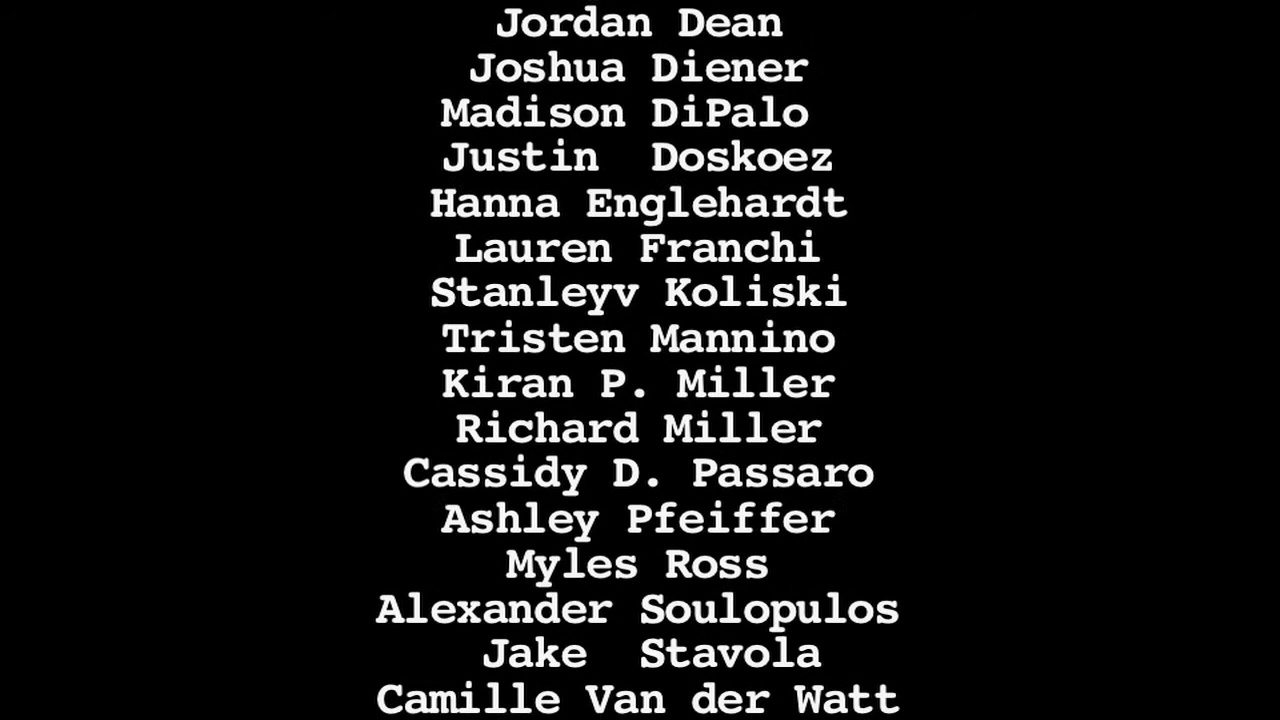 Jordan Dean
Joshua Diener
Madison DiPalo
Justin  Doskoez
Hanna Englehardt
Lauren Franchi
Stanleyv Koliski
Tristen Mannino
Kiran P. Miller
Richard Miller
Cassidy D. Passaro
Ashley Pfeiffer
Myles Ross
Alexander Soulopulos
Jake  Stavola
Camille Van der Watt